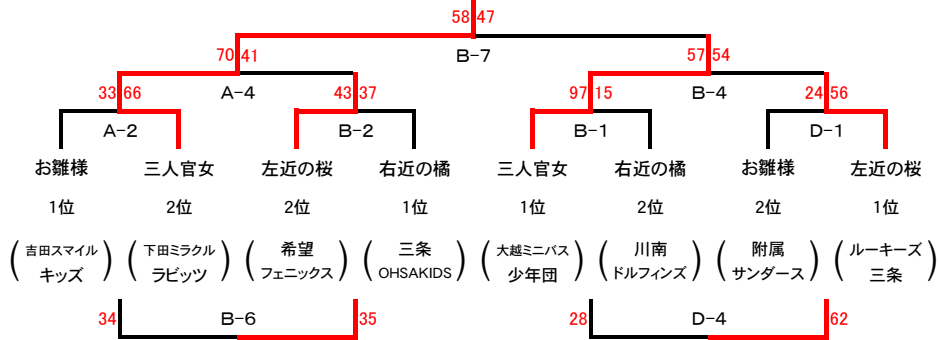 58 47
B-7
70 41
57 54
A-4
B-4
33 66
43 37
97 15
24 56
A-2
B-2
B-1
D-1
お雛様 三人官女 左近の桜 右近の橘 三人官女 右近の橘 お雛様 左近の桜
1位 2位 2位 1位 1位 2位 2位 1位
(吉田スマイル
キッズ)
(下田ミラクル
ラビッツ)
(希望
フェニックス)
(三条
OHSAKIDS)
(大越ミニバス
少年団)
(川南
ドルフィンズ)
(附属
サンダース)
(ルーキーズ
三条)
34 B-6 35
28 D-4 62